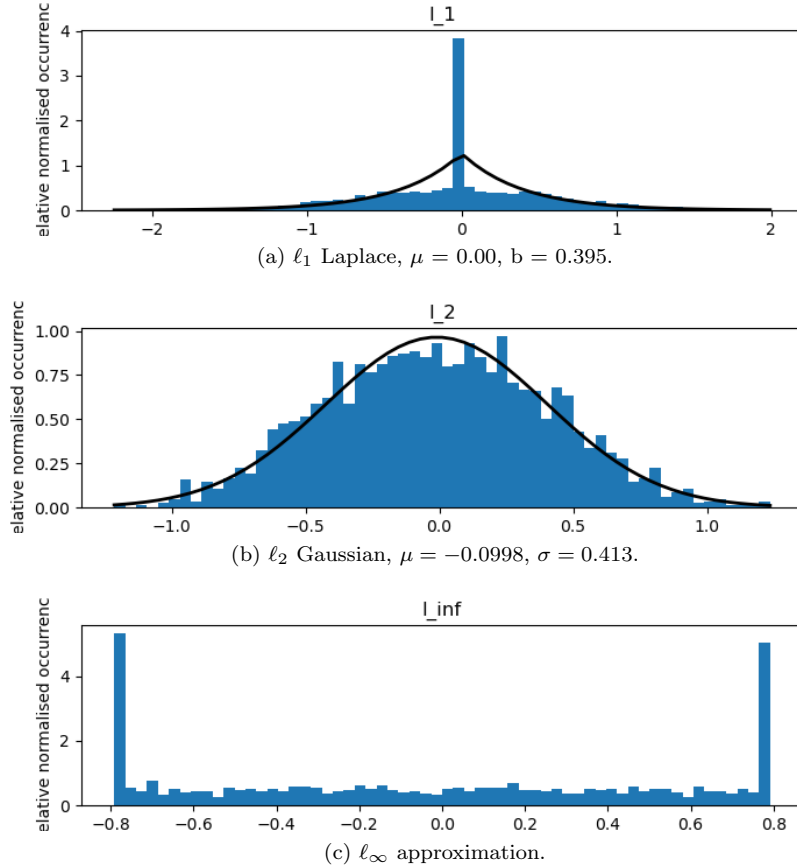 l_1
elative normalised occurrenc
4
3
2
1
0
−2 −1 0 1 2
(a) ℓ₁ Laplace, μ = 0.00, b = 0.395.
l_2
elative normalised occurrenc
1.00
0.75
0.50
0.25
0.00
−1.0 −0.5 0.0 0.5 1.0
(b) ℓ₂ Gaussian, μ = −0.0998, σ = 0.413.
l_inf
elative normalised occurrenc
4
2
0
−0.8 −0.6 −0.4 −0.2 0.0 0.2 0.4 0.6 0.8
(c) ℓ∞ approximation.